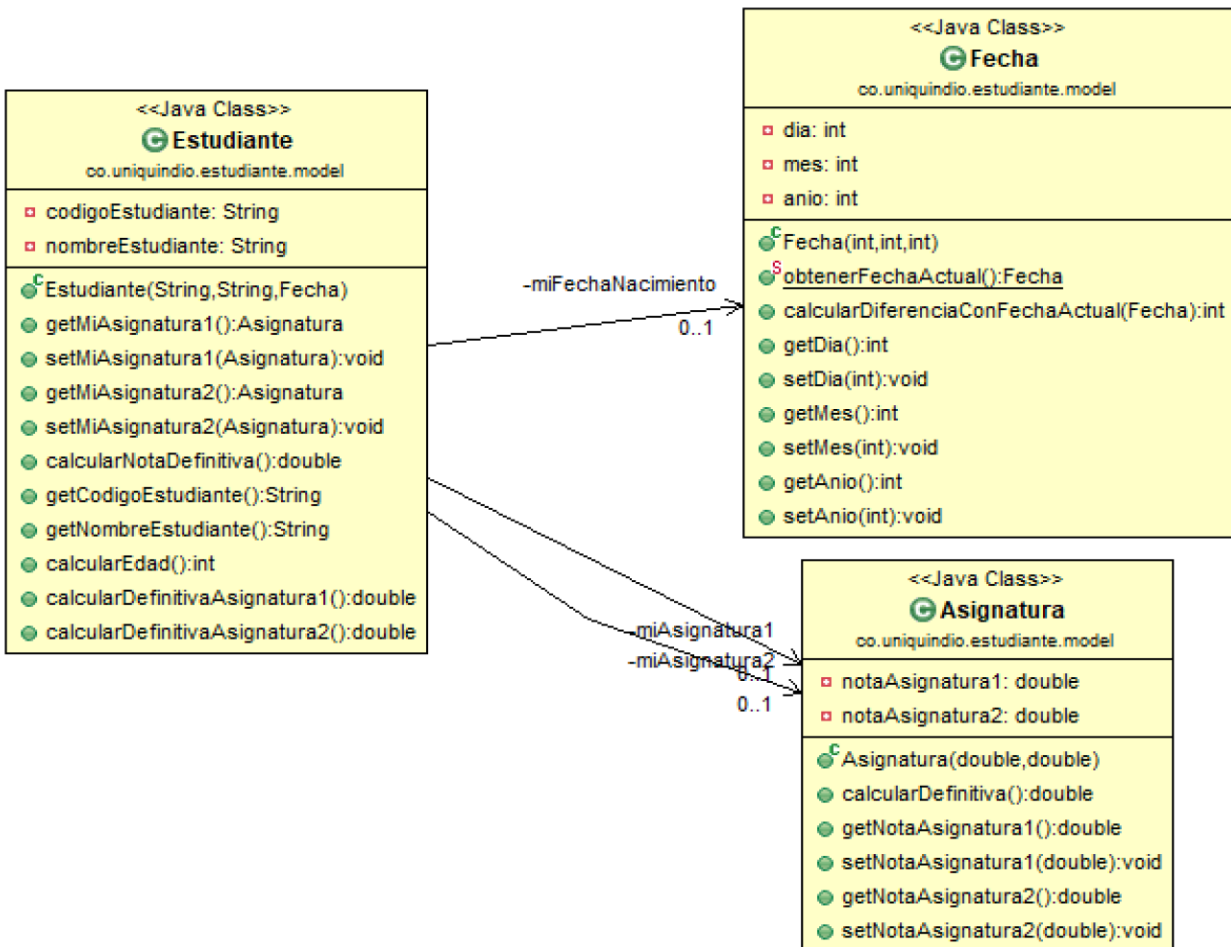 <<Java Class>>
Estudiante
co.uniquindio.estudiante.model
codigoEstudiante: String
nombreEstudiante: String
Estudiante(String,String,Fecha)
getMiAsignatura1():Asignatura
setMiAsignatura1(Asignatura):void
getMiAsignatura2():Asignatura
setMiAsignatura2(Asignatura):void
calcularNotaDefinitiva():double
getCodigoEstudiante():String
getNombreEstudiante():String
calcularEdad():int
calcularDefinitivaAsignatura1():double
calcularDefinitivaAsignatura2():double
-miFechaNacimiento
0..1
<<Java Class>>
Fecha
co.uniquindio.estudiante.model
dia: int
mes: int
anio: int
Fecha(int,int,int)
obtenerFechaActual():Fecha
calcularDiferenciaConFechaActual(Fecha):int
getDia():int
setDia(int):void
getMes():int
setMes(int):void
getAnio():int
setAnio(int):void
-miAsignatura1
-miAsignatura2
0..1
0..1
<<Java Class>>
Asignatura
co.uniquindio.estudiante.model
notaAsignatura1: double
notaAsignatura2: double
Asignatura(double,double)
calcularDefinitiva():double
getNotaAsignatura1():double
setNotaAsignatura1(double):void
getNotaAsignatura2():double
setNotaAsignatura2(double):void